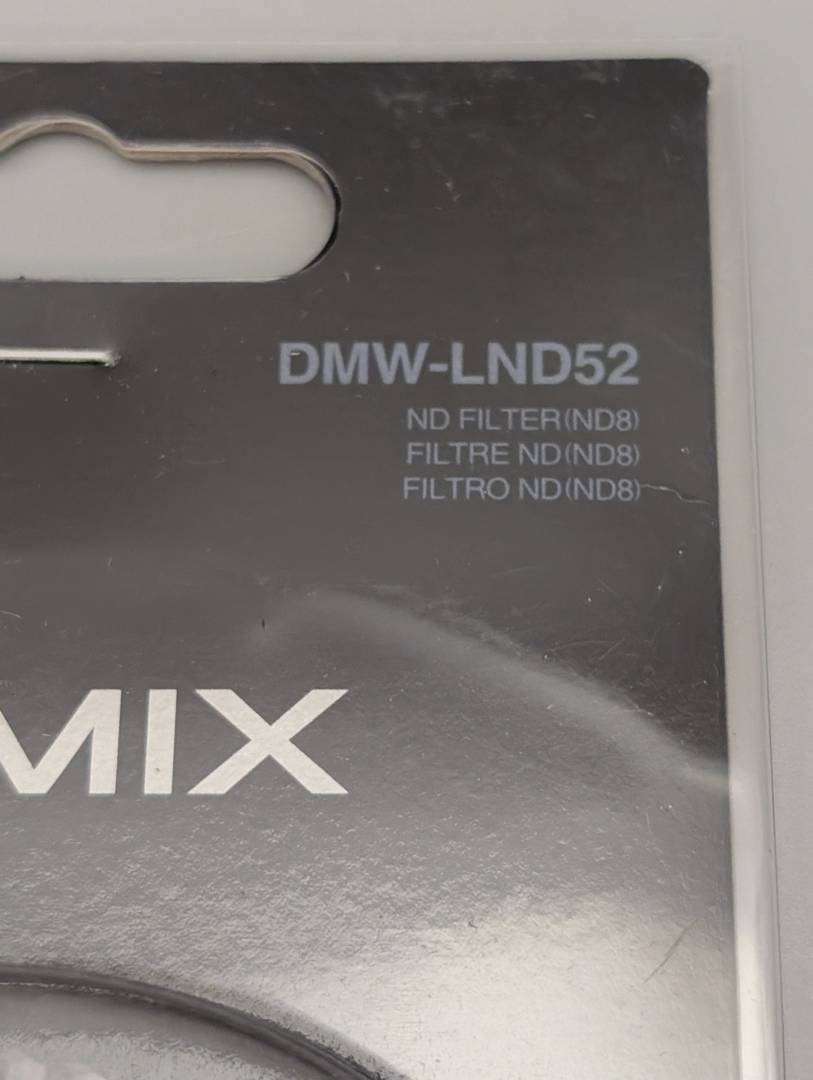 DMW-LND52
ND FILTER(ND8)
FILTRE ND(ND8)
FILTRO ND(ND8)
MIX